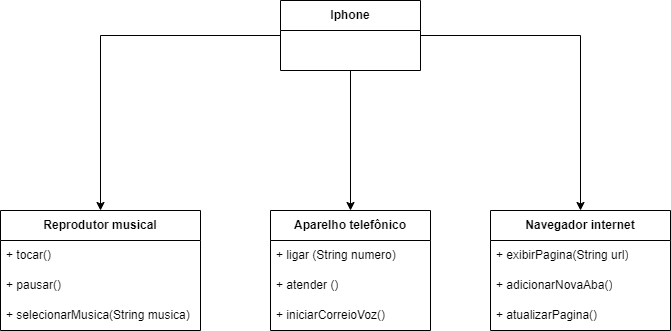 Iphone
Reprodutor musical
+ tocar()
+ pausar()
+ selecionarMusica(String musica)
Aparelho telefônico
+ ligar (String numero)
+ atender ()
+ iniciarCorreioVoz()
Navegador internet
+ exibirPagina(String url)
+ adicionarNovaAba()
+ atualizarPagina()